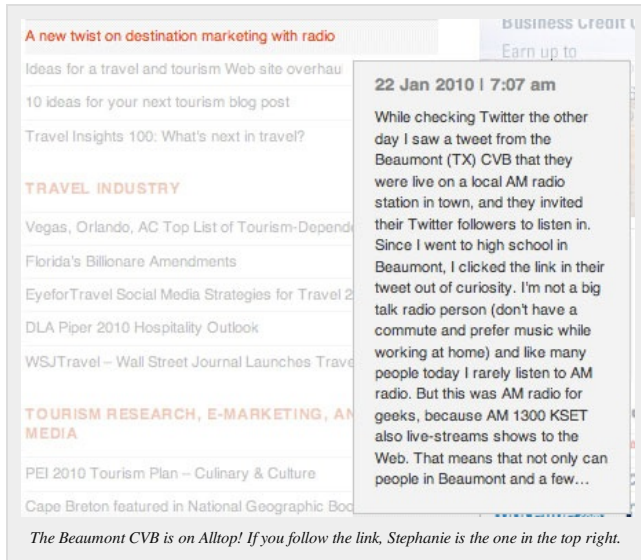 Business Credit
A new twist on destination marketing with radio
Earn up to
Ideas for a travel and tourism Web site overhau
22 Jan 2010 | 7:07 am
10 ideas for your next tourism blog post
Travel Insights 100: What's next in travel?
While checking Twitter the other
day I saw a tweet from the
Beaumont (TX) CVB that they
were live on a local AM radio
station in town, and they invited
their Twitter followers to listen in.
Since I went to high school in
Beaumont, I clicked the link in their
tweet out of curiosity. I'm not a big
talk radio person (don't have a
commute and prefer music while
working at home) and like many
people today I rarely listen to AM
radio. But this was AM radio for
geeks, because AM 1300 KSET
also live-streams shows to the
Web. That means that not only can
people in Beaumont and a few…
TRAVEL INDUSTRY
Vegas, Orlando, AC Top List of Tourism-Depend
Florida's Billionare Amendments
EyeforTravel Social Media Strategies for Travel 2
DLA Piper 2010 Hospitality Outlook
WSJTravel – Wall Street Journal Launches Trave
TOURISM RESEARCH, E-MARKETING, AN
MEDIA
PEI 2010 Tourism Plan – Culinary & Culture
Cape Breton featured in National Geographic Boo
The Beaumont CVB is on Alltop! If you follow the link, Stephanie is the one in the top right.